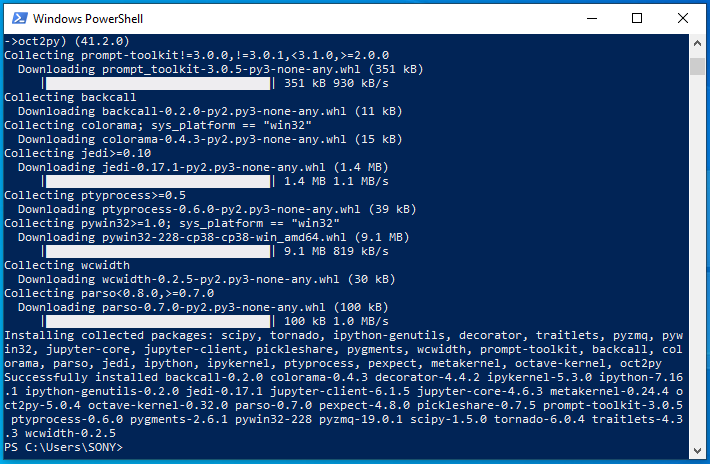 Windows PowerShell
->oct2py) (41.2.0)
Collecting prompt-toolkit!=3.0.0,!=3.0.1,<3.1.0,>=2.0.0
Downloading prompt_toolkit-3.0.5-py3-none-any.whl (351 kB)
| | 351 kB 930 kB/s
Collecting backcall
Downloading backcall-0.2.0-py2.py3-none-any.whl (11 kB)
Collecting colorama; sys_platform == "win32"
Downloading colorama-0.4.3-py2.py3-none-any.whl (15 kB)
Collecting jedi>=0.10
Downloading jedi-0.17.1-py2.py3-none-any.whl (1.4 MB)
| | 1.4 MB 1.1 MB/s
Collecting ptyprocess>=0.5
Downloading ptyprocess-0.6.0-py2.py3-none-any.whl (39 kB)
Collecting pywin32>=1.0; sys_platform == "win32"
Downloading pywin32-228-cp38-cp38-win_amd64.whl (9.1 MB)
| | 9.1 MB 819 kB/s
Collecting wcwidth
Downloading wcwidth-0.2.5-py2.py3-none-any.whl (30 kB)
Collecting parso<0.8.0,>=0.7.0
Downloading parso-0.7.0-py2.py3-none-any.whl (100 kB)
| | 100 kB 1.0 MB/s
Installing collected packages: scipy, tornado, ipython-genutils, decorator, traitlets, pyzmq, pyw
in32, jupyter-core, jupyter-client, pickleshare, pygments, wcwidth, prompt-toolkit, backcall, col
orama, parso, jedi, ipython, ipykernel, ptyprocess, pexpect, metakernel, octave-kernel, oct2py
Successfully installed backcall-0.2.0 colorama-0.4.3 decorator-4.4.2 ipykernel-5.3.0 ipython-7.16
.1 ipython-genutils-0.2.0 jedi-0.17.1 jupyter-client-6.1.5 jupyter-core-4.6.3 metakernel-0.24.4 o
ct2py-5.0.4 octave-kernel-0.32.0 parso-0.7.0 pexpect-4.8.0 pickleshare-0.7.5 prompt-toolkit-3.0.5
ptyprocess-0.6.0 pygments-2.6.1 pywin32-228 pyzmq-19.0.1 scipy-1.5.0 tornado-6.0.4 traitlets-4.3
.3 wcwidth-0.2.5
PS C:\Users\SONY>